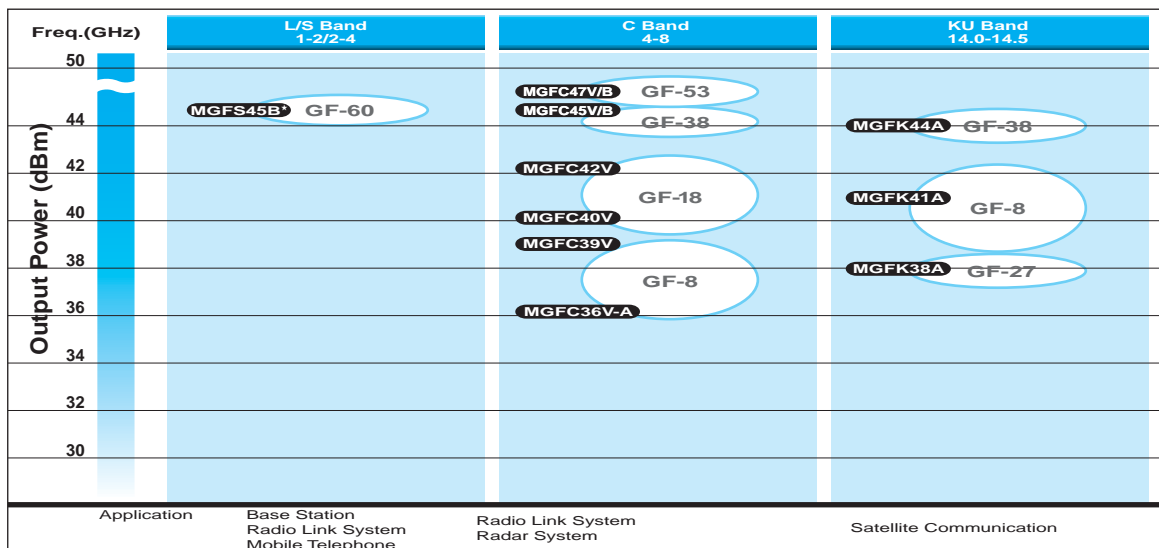 Freq.(GHz)
L/S Band
1-2/2-4
C Band
4-8
KU Band
14.0-14.5
Output Power (dBm)
50
44
42
40
38
36
34
32
30
MGFS45B*
GF-60
MGFC47V/B
GF-53
MGFC45V/B
GF-38
MGFC42V
GF-18
MGFC40V
MGFC39V
GF-8
MGFC36V-A
MGFK44A
GF-38
MGFK41A
GF-8
MGFK38A
GF-27
Application
Base Station
Radio Link System
Mobile Telephone
Radio Link System
Radar System
Satellite Communication